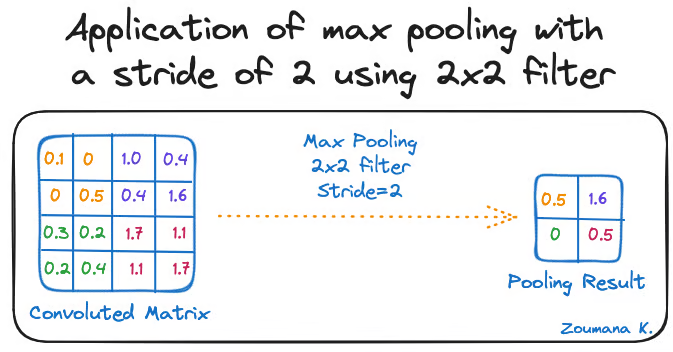 Application of max pooling with
a stride of 2 using 2x2 filter
Max Pooling
2x2 filter
Stride=2
0.1 0 1.0 0.4
0 0.5 0.4 1.6
0.3 0.2 1.7 1.1
0.2 0.4 1.1 1.7
Convoluted Matrix
0.5 1.6
0 0.5
Pooling Result
Zoumana K.